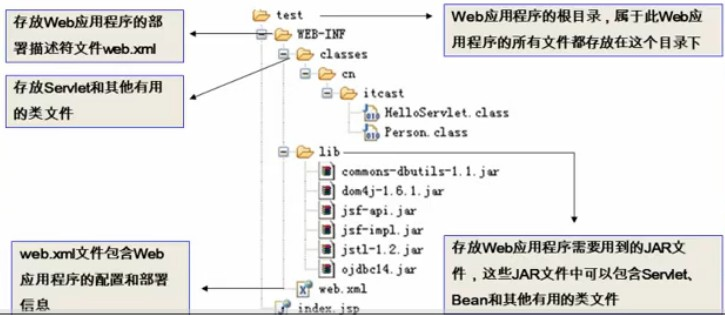 存放Web应用程序的部
署描述符文件web.xml
test
Web应用程序的根目录，属于此Web应
用程序的所有文件都存放在这个目录下
WEB-INF
classes
存放Servlet和其他有用
的类文件
cn
itcast
HelloServlet.class
Person.class
lib
commons-dbutils-1.1.jar
dom4j-1.6.1.jar
jsf-api.jar
jsf-impl.jar
jstl-1.2.jar
ojdbc14.jar
存放Web应用程序需要用到的JAR文
件，这些JAR文件中可以包含Servlet、
Bean和其他有用的类文件
web.xml文件包含Web
应用程序的配置和部署
信息
web.xml
index.jsp